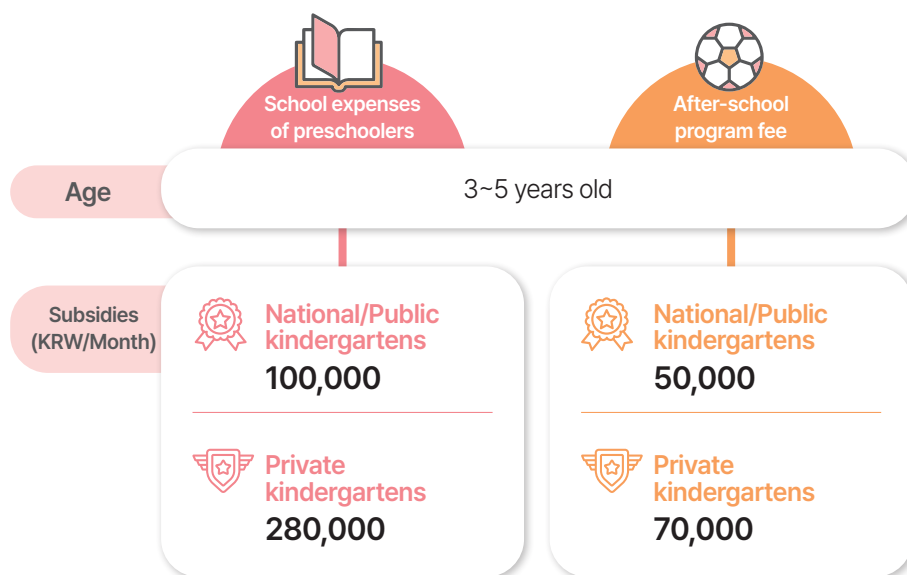 School expenses
of preschoolers
After-school
program fee
Age
3~5 years old
Subsidies
(KRW/Month)
National/Public
kindergartens
100,000
Private
kindergartens
280,000
National/Public
kindergartens
50,000
Private
kindergartens
70,000